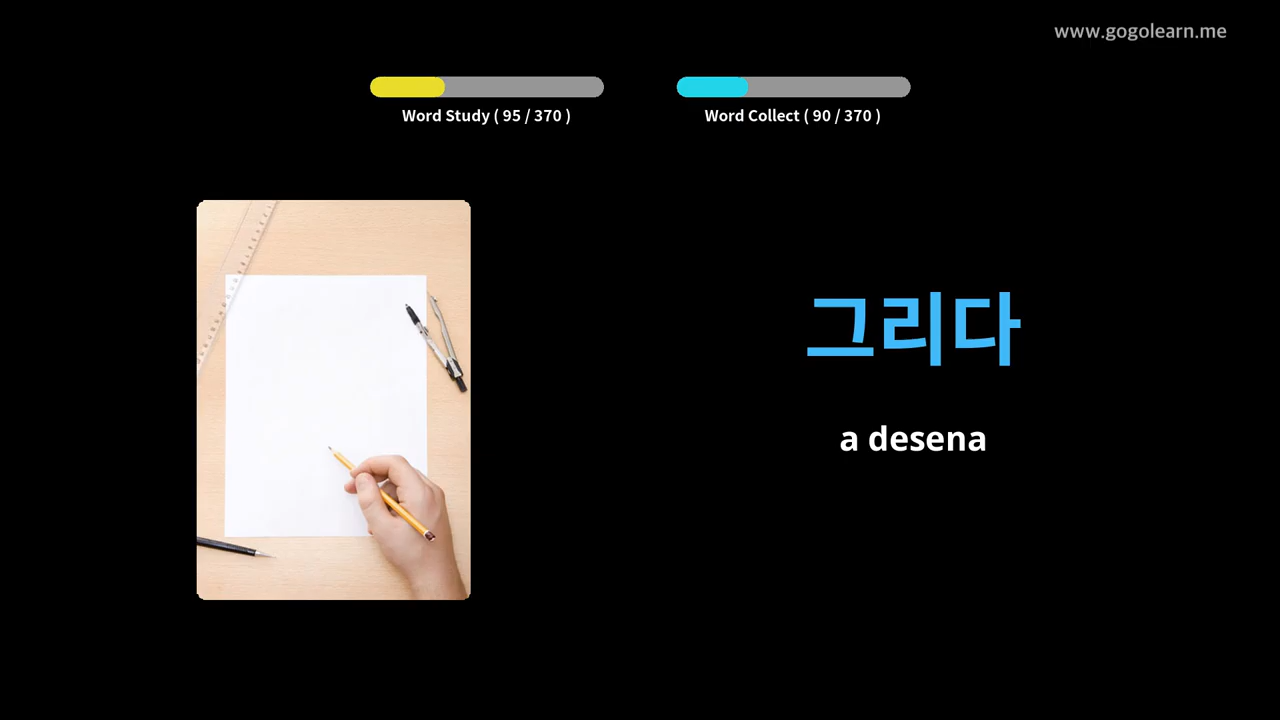 www.gogolearn.me
Word Study ( 95 / 370 )
Word Collect ( 90 / 370 )
그리다
a desena